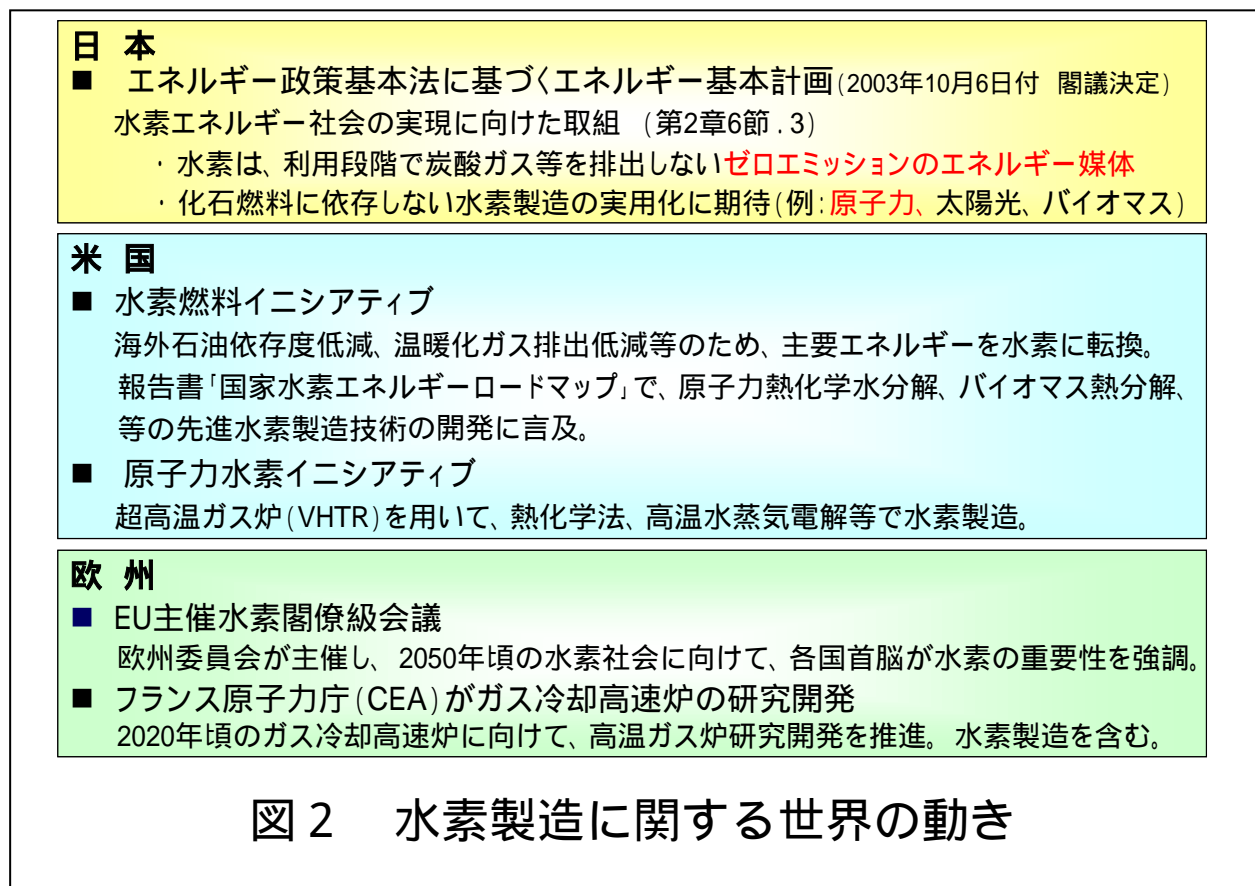 日 本
■ エネルギー政策基本法に基づくエネルギー基本計画(2003年10月6日付 閣議決定)
水素エネルギー社会の実現に向けた取組 (第2章6節.3)
・水素は、利用段階で炭酸ガス等を排出しないゼロエミッションのエネルギー媒体
・化石燃料に依存しない水素製造の実用化に期待(例:原子力、太陽光、バイオマス)
米 国
■ 水素燃料イニシアティブ
海外石油依存度低減、温暖化ガス排出低減等のため、主要エネルギーを水素に転換。
報告書「国家水素エネルギーロードマップ」で、原子力熱化学水分解、バイオマス熱分解、
等の先進水素製造技術の開発に言及。
■ 原子力水素イニシアティブ
超高温ガス炉(VHTR)を用いて、熱化学法、高温水蒸気電解等で水素製造。
欧 州
■ EU主催水素閣僚級会議
欧州委員会が主催し、2050年頃の水素社会に向けて、各国首脳が水素の重要性を強調。
■ フランス原子力庁(CEA)がガス冷却高速炉の研究開発
2020年頃のガス冷却高速炉に向けて、高温ガス炉研究開発を推進。水素製造を含む。
図2 水素製造に関する世界の動き